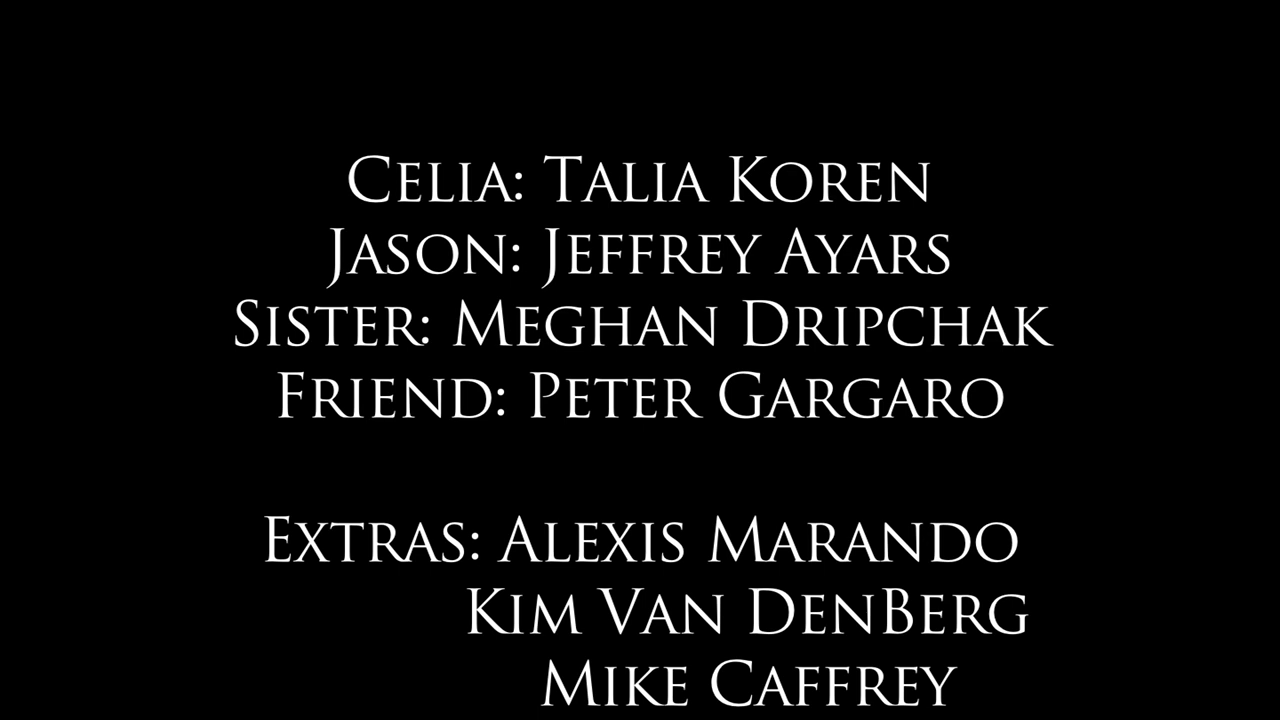 Celia: Talia Koren
Jason: Jeffrey Ayars
Sister: Meghan Dripchak
Friend: Peter Gargaro
Extras: Alexis Marando
Kim Van DenBerg
Mike Caffrey